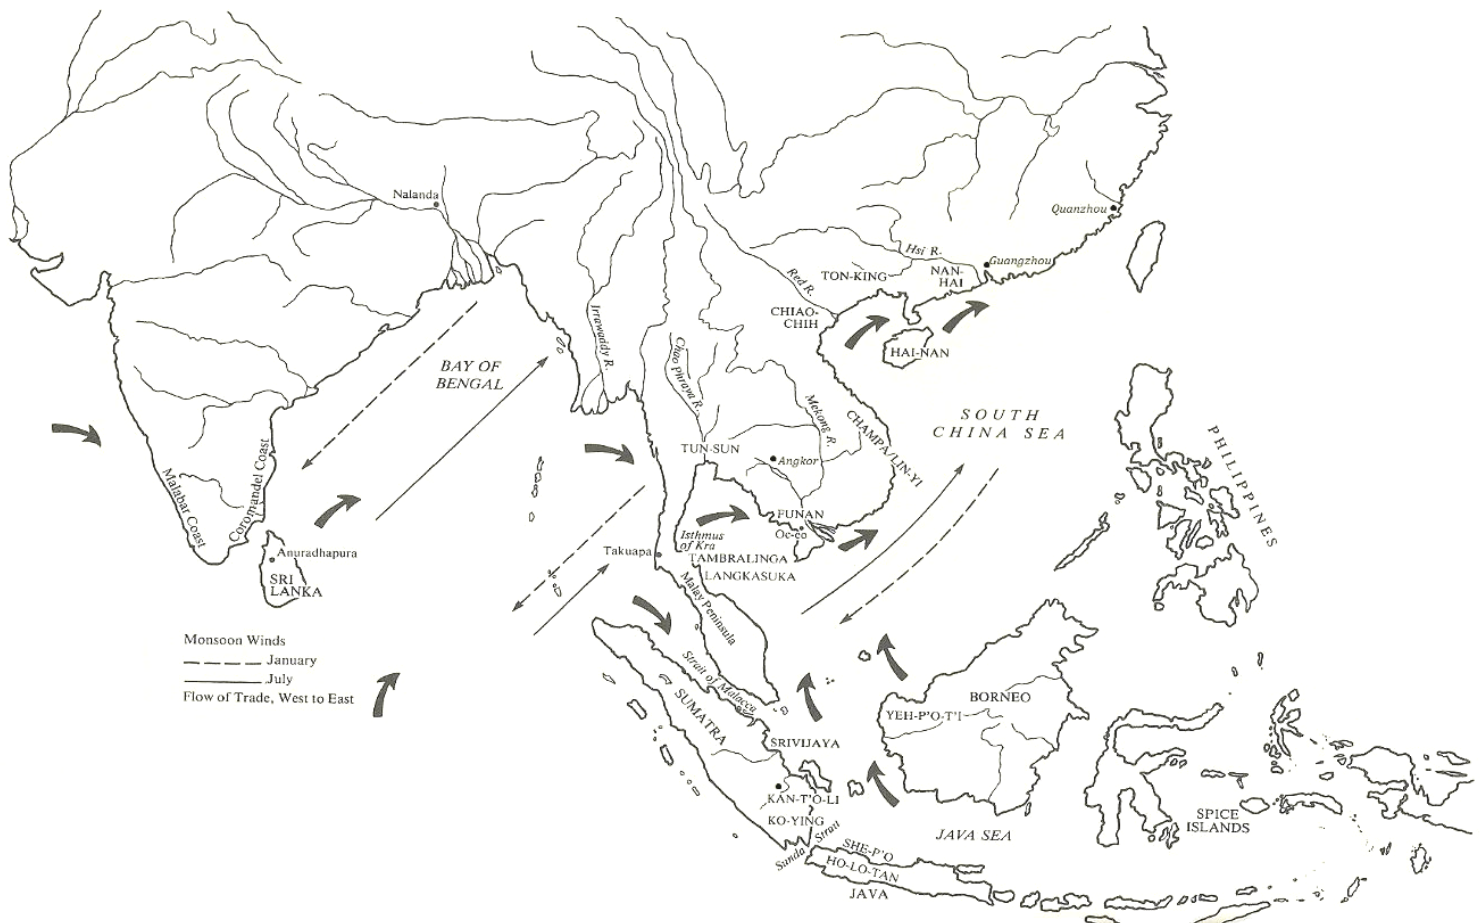 Nalanda
Quanzhou
Hsi R.
Guangzhou
TON-KING
NAN-
HAI
Red R.
CHIAO-
CHIH
HAI-NAN
Irrawaddy R.
Chao Phraya R.
BAY OF
BENGAL
Mekong R.
SOUTH
CHINA SEA
CHAMPA/LIN-YI
PHILIPPINES
TUN-SUN
Angkor
Malabar Coast
Coromandel Coast
FUNAN
Oc-eo
Isthmus
of Kra
Takuapa
TAMBRALINGA
LANGKASUKA
Anuradhapura
SRI
LANKA
Malay Peninsula
Monsoon Winds
January
July
Flow of Trade, West to East
Strait of Malacca
SUMATRA
BORNEO
YEH-P'O-T'I
SRIVIJAYA
KAN-T'O-LI
KO-YING
SPICE
ISLANDS
JAVA SEA
Sunda Strait
SHE-P'O
HO-LO-TAN
JAVA